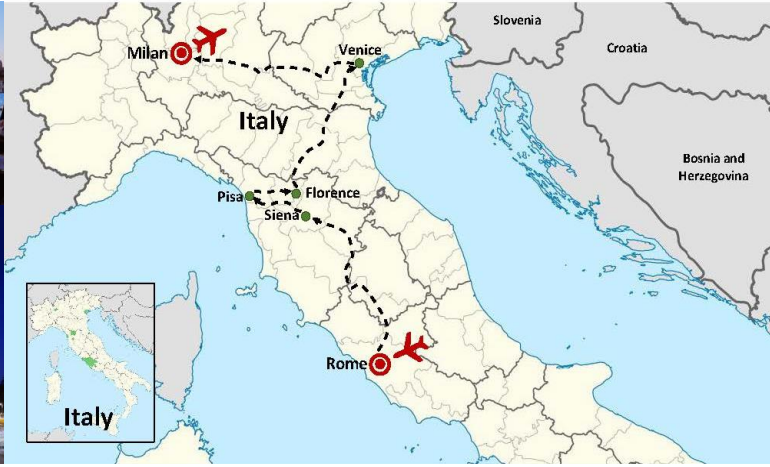 Slovenia
Croatia
Milan
Venice
Italy
Bosnia and
Herzegovina
Pisa
Florence
Siena
Rome
Italy